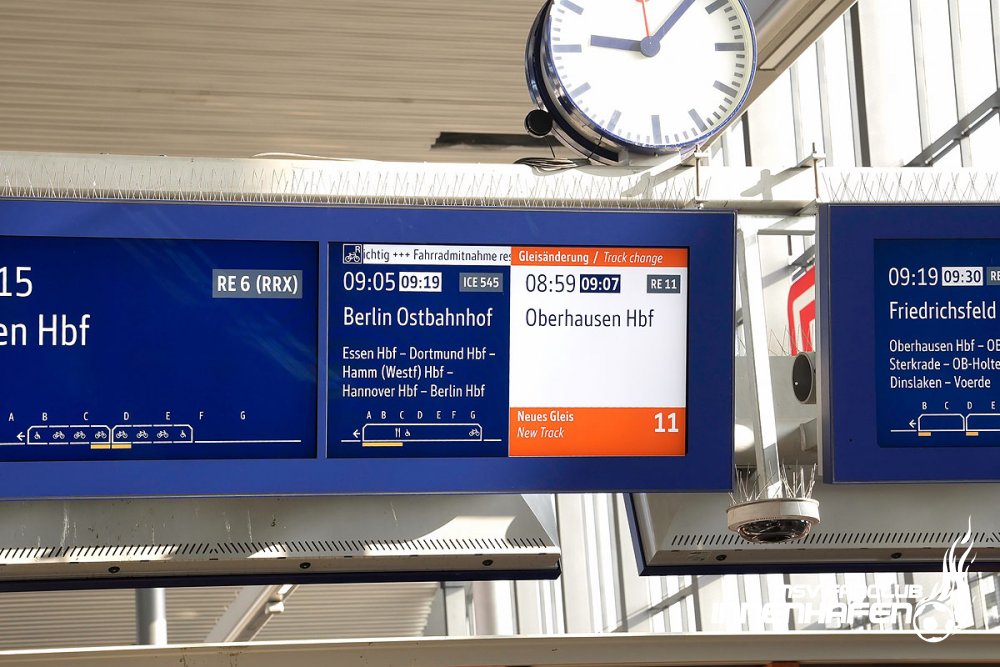 15
RE 6 (RRX)
en Hbf
A B C D E F G
ichtig +++ Fahrradmitnahme res
09:05 09:19 ICE 545
Berlin Ostbahnhof
Essen Hbf – Dortmund Hbf –
Hamm (Westf) Hbf –
Hannover Hbf – Berlin Hbf
A B C D E F G
Gleisänderung / Track change
08:59 09:07 RE 11
Oberhausen Hbf
Neues Gleis
New Track
11
09:19 09:30 RE
Friedrichsfeld
Oberhausen Hbf – OB
Sterkrade – OB-Holte
Dinslaken – Voerde
B C D E
INNENHAFEN